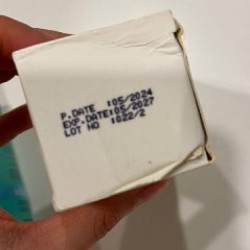 P.DATE :05/2024
EXP.DATE:05/2027
LOT NO :022/2